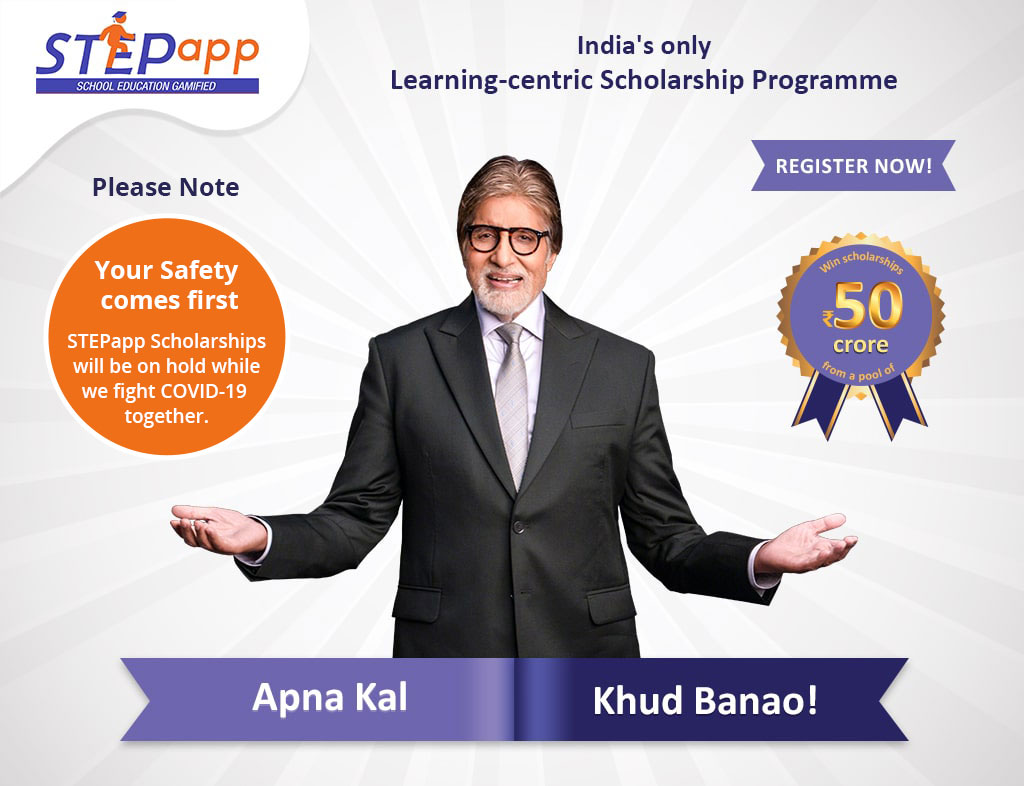 STEPapp
SCHOOL EDUCATION GAMIFIED
India's only
Learning-centric Scholarship Programme
REGISTER NOW!
Please Note
Your Safety
comes first
STEPapp Scholarships
will be on hold while
we fight COVID-19
together.
Win scholarships
₹50
crore
from a pool of
Apna Kal
Khud Banao!